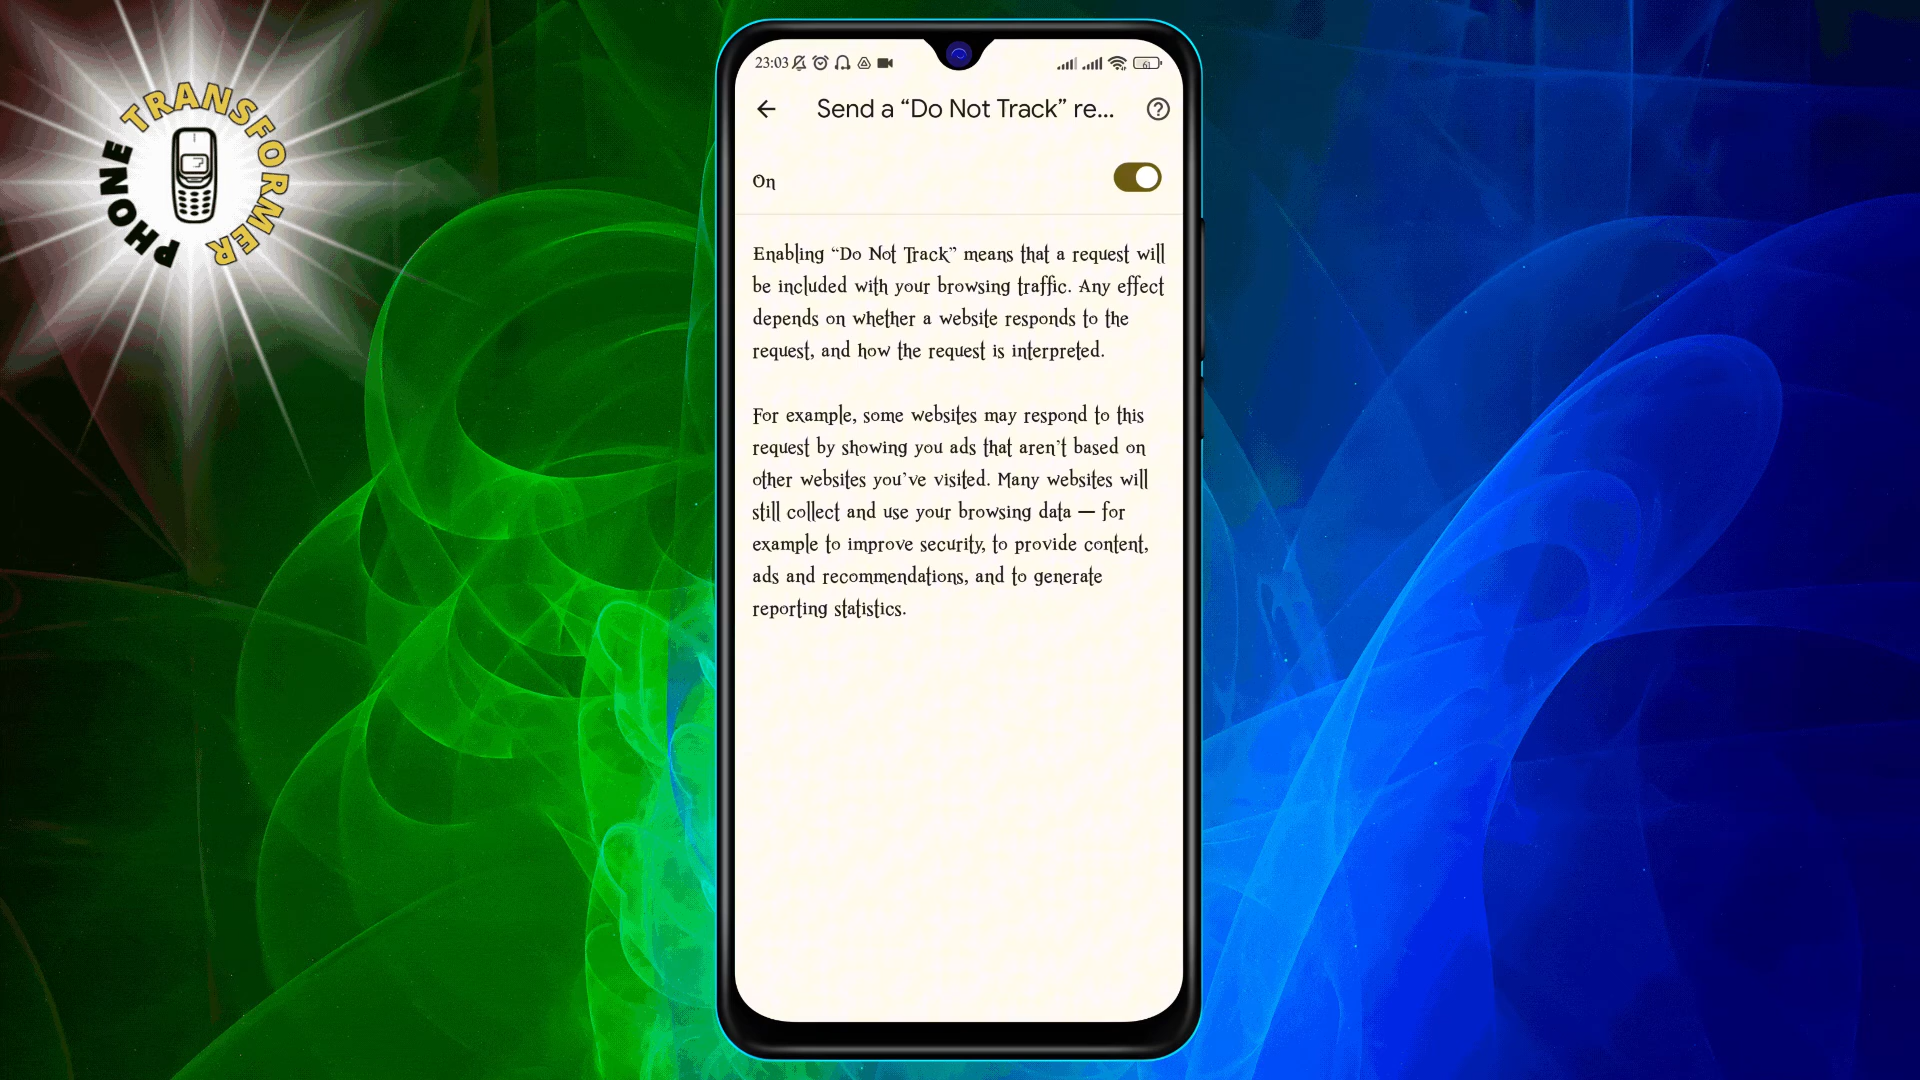 PHONE TRANSFORMER
23:03
61
Send a “Do Not Track” re...
On
Enabling “Do Not Track” means that a request will
be included with your browsing traffic. Any effect
depends on whether a website responds to the
request, and how the request is interpreted.
For example, some websites may respond to this
request by showing you ads that aren’t based on
other websites you’ve visited. Many websites will
still collect and use your browsing data — for
example to improve security, to provide content,
ads and recommendations, and to generate
reporting statistics.